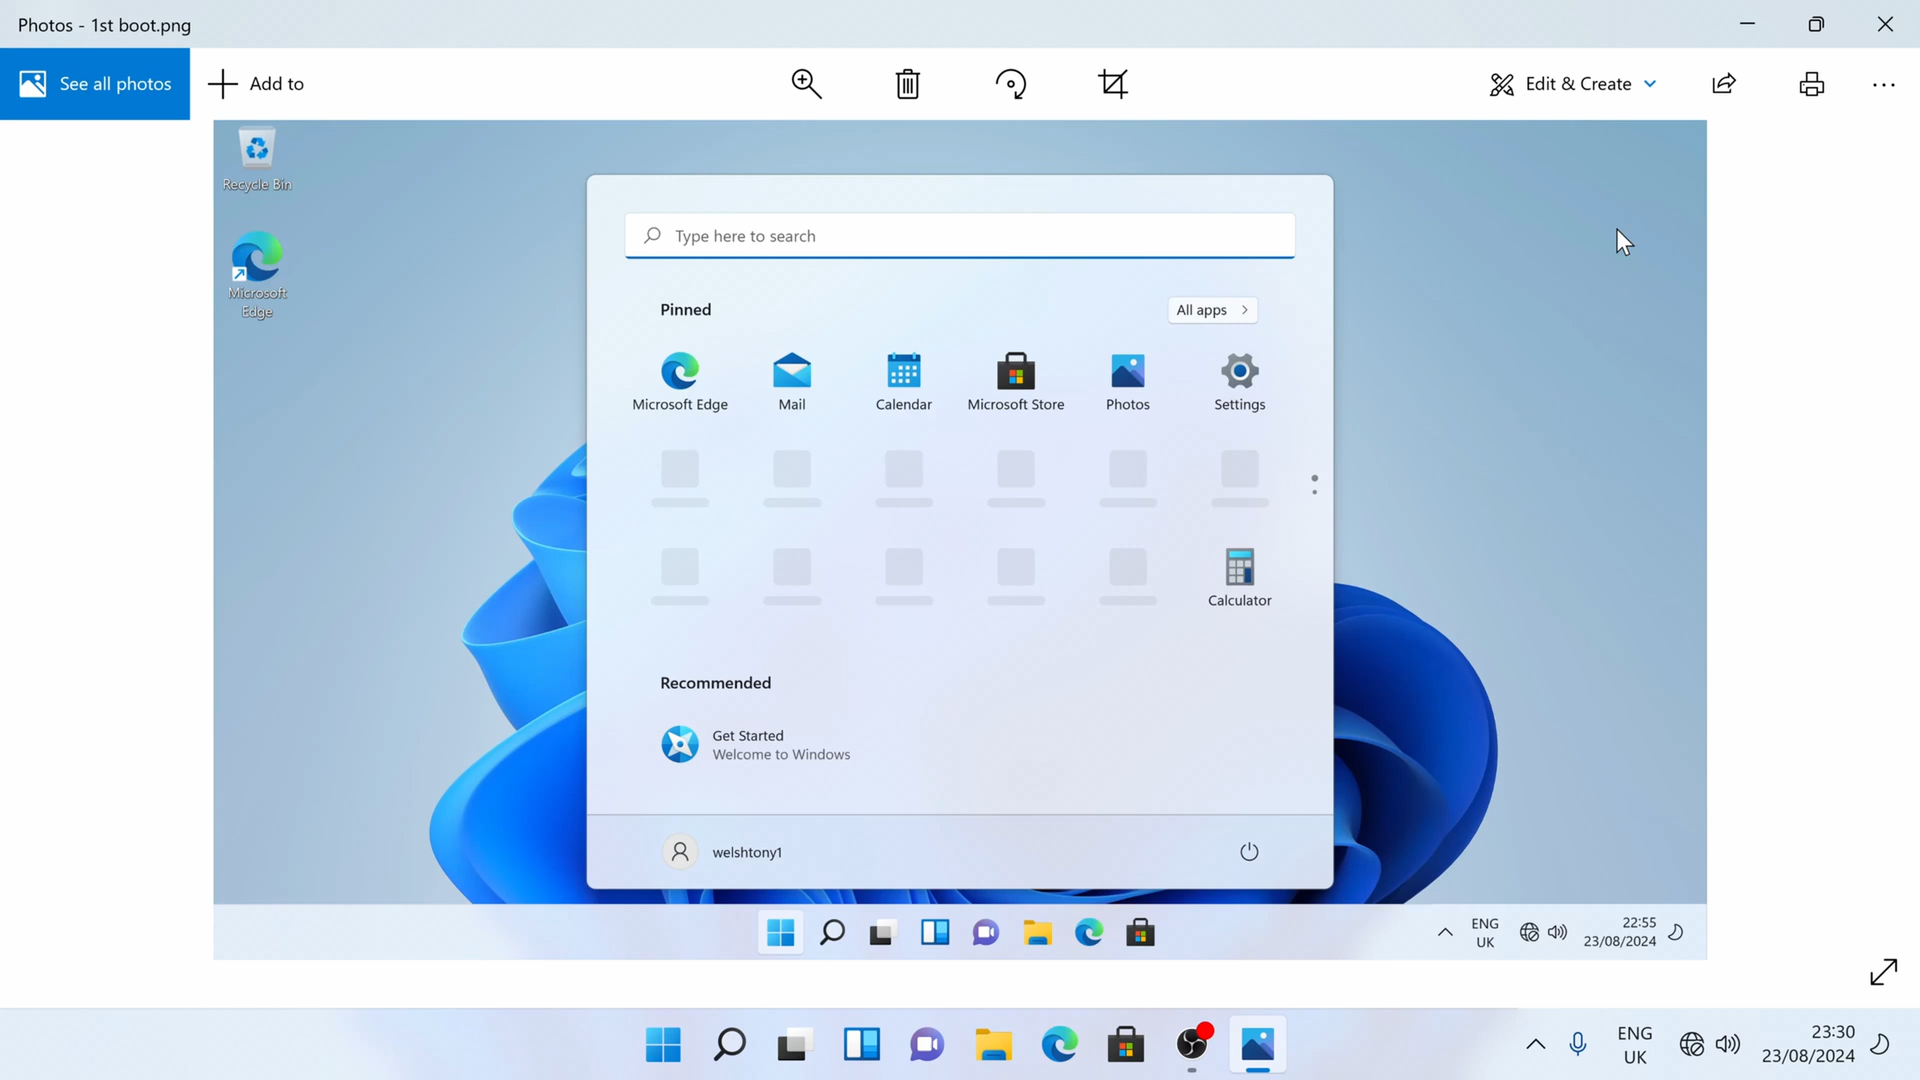 Photos - 1st boot.png
See all photos
Add to
Edit & Create
Recycle Bin
Microsoft
Edge
Type here to search
Pinned
All apps
Microsoft Edge
Mail
Calendar
Microsoft Store
Photos
Settings
Calculator
Recommended
Get Started
Welcome to Windows
welshtony1
ENG
UK
22:55
23/08/2024
ENG
UK
23:30
23/08/2024